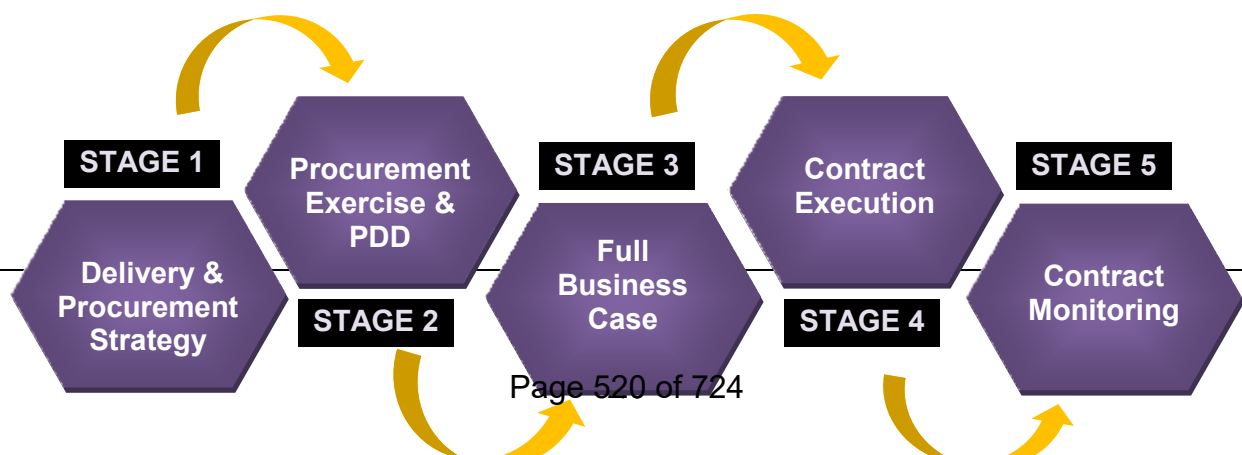 STAGE 1
Delivery &
Procurement
Strategy
Procurement
Exercise &
PDD
STAGE 2
STAGE 3
Full
Business
Case
Contract
Execution
STAGE 4
STAGE 5
Contract
Monitoring
Page 520 of 724